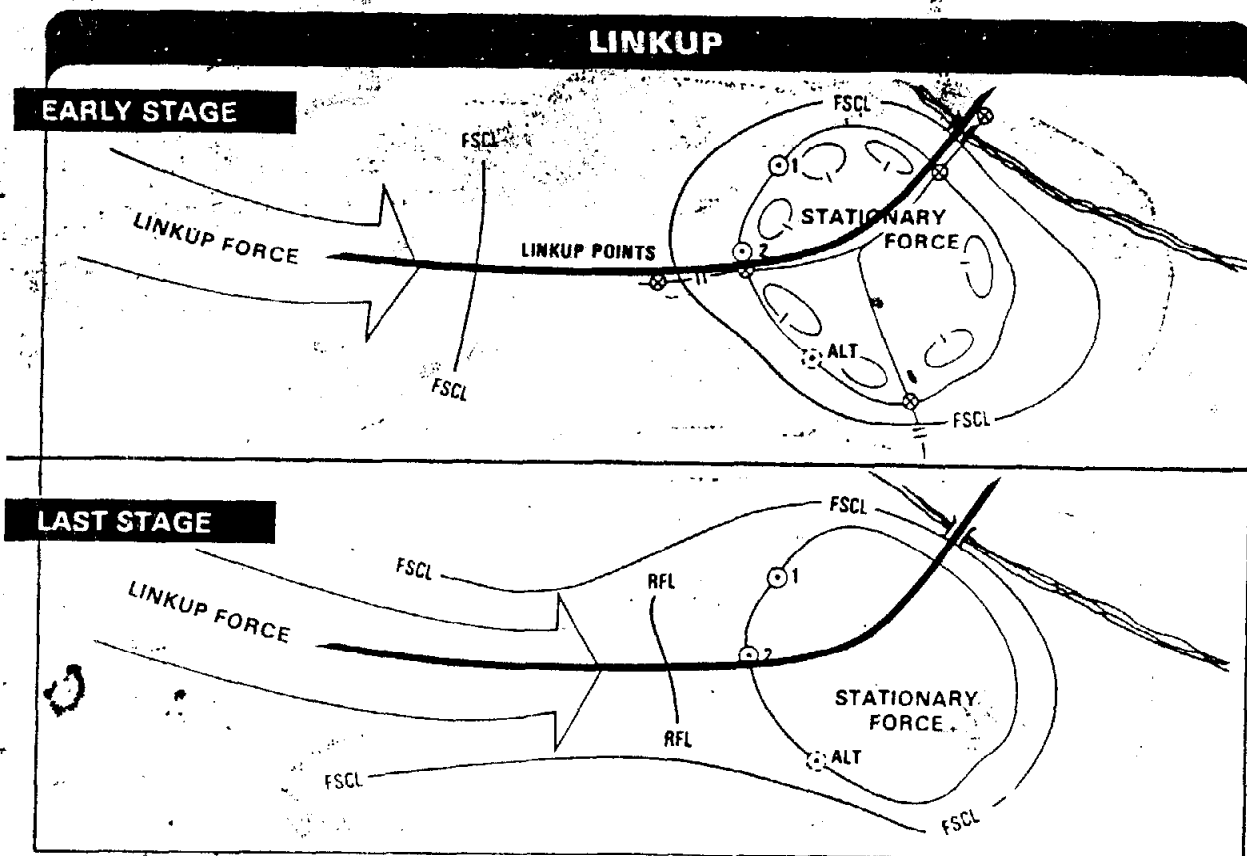 LINKUP
EARLY STAGE
FSCL
FSCL
1
LINKUP FORCE
STATIONARY
FORCE
LINKUP POINTS
2
ALT
FSCL
FSCL
LAST STAGE
FSCL
FSCL
1
RFL
LINKUP FORCE
2
STATIONARY
FORCE
RFL
ALT
FSCL
FSCL